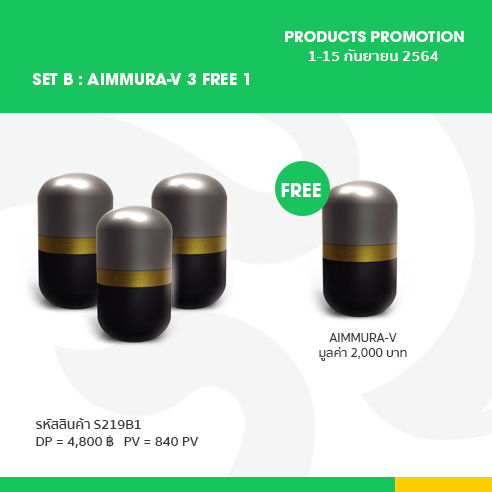 PRODUCTS PROMOTION
1-15 กันยายน 2564
SET B : AIMMURA-V 3 FREE 1
FREE
AIMMURA-V
มูลค่า 2,000 บาท
รหัสสินค้า S219B1
DP = 4,800 ฿ PV = 840 PV